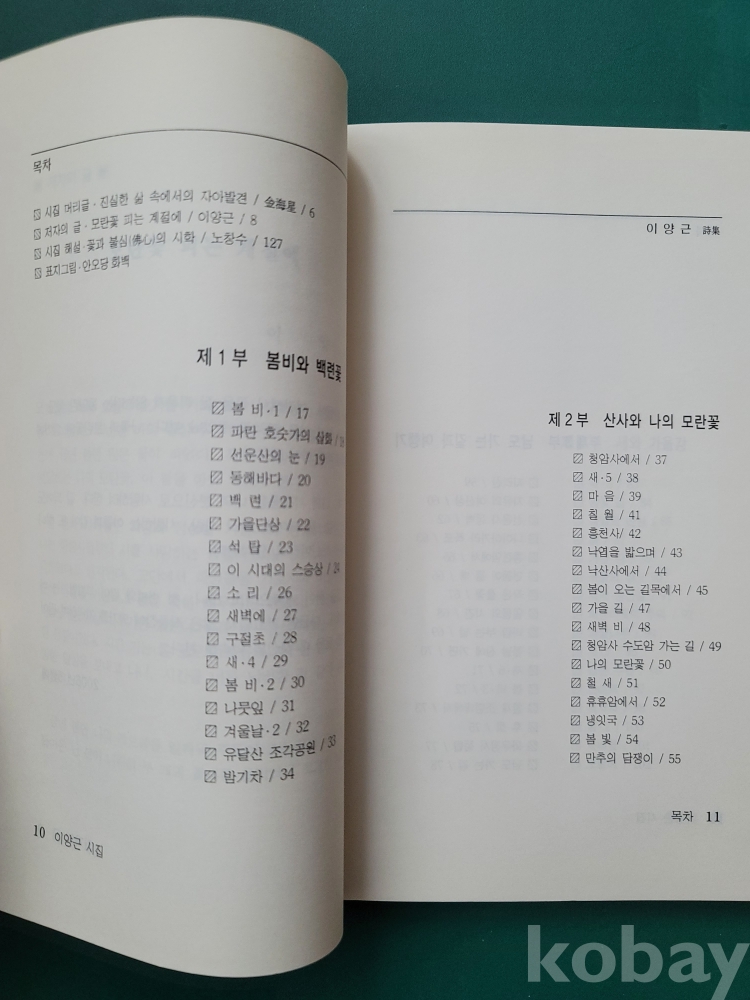 목차
시집 머리글·진실한 삶 속에서의 자아발견 / 金海星 / 6
저자의 글·모란꽃 피는 계절에 / 이양근 / 8
시집 해설·꽃과 불심(佛心)의 시화 / 노창수 / 127
표지그림·안오당 화백
제1부 봄비와 백련꽃
봄 비·1 / 17
파란 호숫가의 삽화 / 18
선운산의 눈 / 19
동해바다 / 20
백 련 / 21
가을단상 / 22
석 탑 / 23
이 시대의 스승상 / 24
소 리 / 26
새벽에 / 27
구절초 / 28
새·4 / 29
봄 비·2 / 30
나뭇잎 / 31
겨울날·2 / 32
유달산 조각공원 / 33
밤기차 / 34
10 이양근 시집
이양근 詩集
제2부 산사와 나의 모란꽃
청암사에서 / 37
새·5 / 38
마 음 / 39
칠 월 / 41
흥천사/ 42
낙엽을 밟으며 / 43
낙산사에서 / 44
봄이 오는 길목에서 / 45
가을 길 / 47
새벽 비 / 48
청암사 수도암 가는 길 / 49
나의 모란꽃 / 50
철 새 / 51
휴휴암에서 / 52
냉잇국 / 53
봄 빛 / 54
만추의 담쟁이 / 55
목차 11
kobay